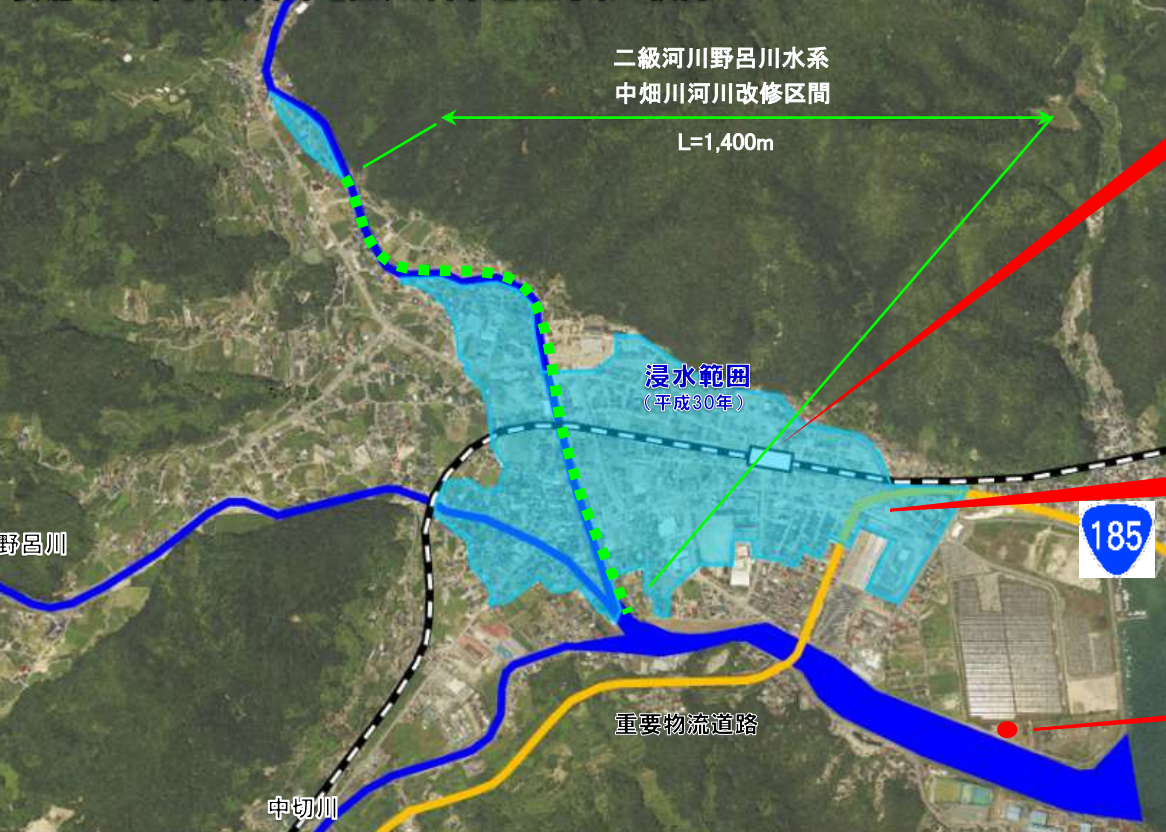 二級河川野呂川水系
中畑川河川改修区間
L=1,400m
浸水範囲
（平成30年）
野呂川
185
重要物流道路
中切川